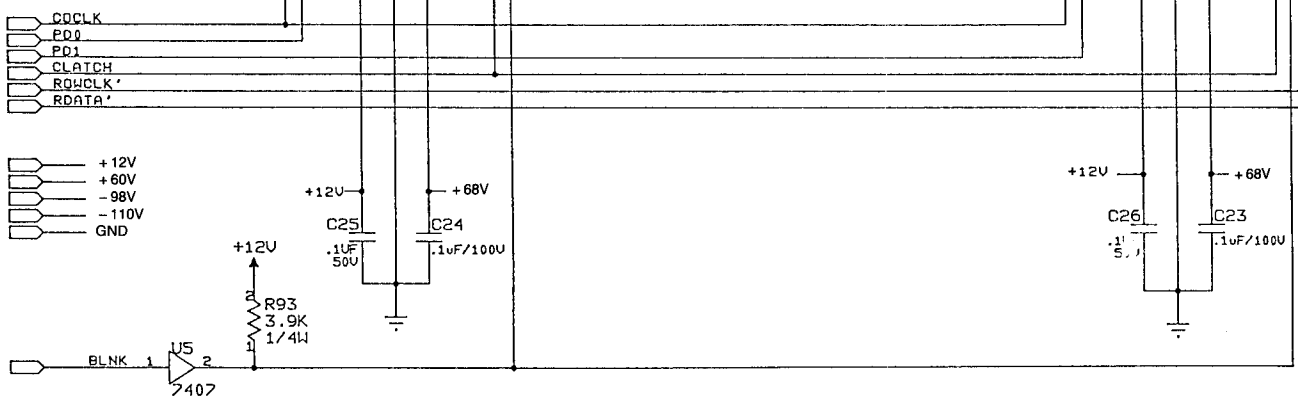 COCLK
PD0
PD1
CLATCH
ROWCLK'
RDATA'
+12V
+60V
-98V
-110V
GND
+12V
+68V
C25
.1UF
50V
C24
.1uF/100V
+12V
+68V
C26
C23
.1uF/100V
+12V
2
R93
3.9K
1/4W
1
BLNK
1
U5
2
7407